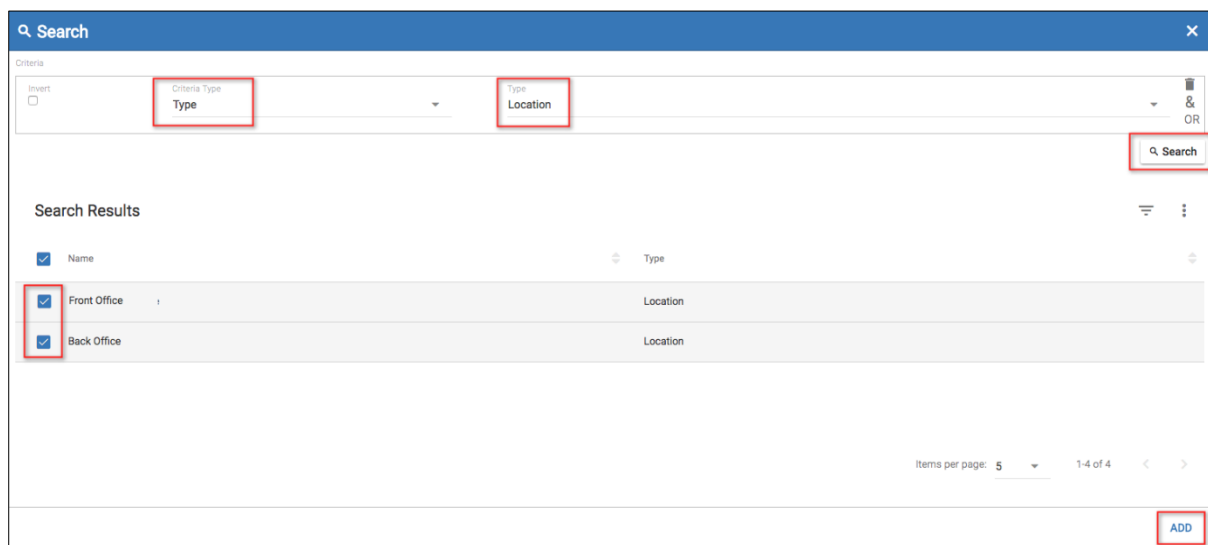 Search
Criteria
Invert
Criteria Type
Type
Type
Location
&
OR
Search
Search Results
Name Type
Front Office Location
Back Office Location
Items per page: 5 1-4 of 4
ADD